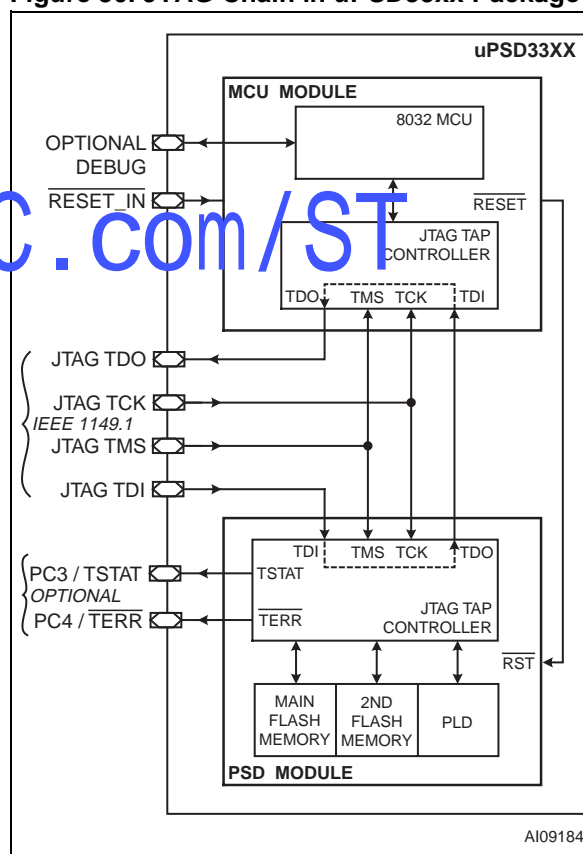 uPSD33XX
MCU MODULE
8032 MCU
OPTIONAL
DEBUG
RESET_IN
RESET
C.com/ST
JTAG TAP
CONTROLLER
TDO TMS TCK TDI
JTAG TDO
JTAG TCK
IEEE 1149.1
JTAG TMS
JTAG TDI
TDI TMS TCK TDO
PC3 / TSTAT
TSTAT
OPTIONAL
PC4 / TERR
TERR
JTAG TAP
CONTROLLER
RST
MAIN
FLASH
MEMORY
2ND
FLASH
MEMORY
PLD
PSD MODULE
AI09184